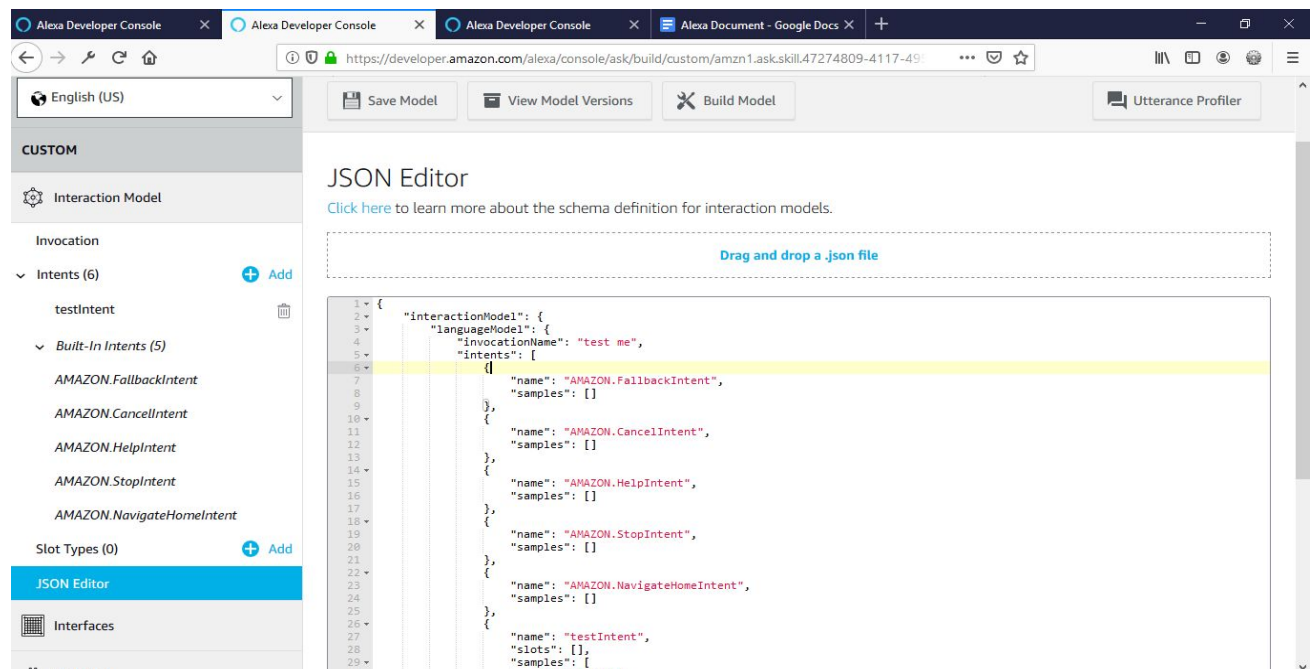 Alexa Developer Console
Alexa Developer Console
Alexa Developer Console
Alexa Document - Google Docs
https://developer.amazon.com/alexa/console/ask/build/custom/amzn1.ask.skill.47274809-4117-49
English (US)
Save Model
View Model Versions
Build Model
Utterance Profiler
CUSTOM
Interaction Model
Invocation
Intents (6)
Add
testIntent
Built-In Intents (5)
AMAZON.FallbackIntent
AMAZON.CancelIntent
AMAZON.HelpIntent
AMAZON.StopIntent
AMAZON.NavigateHomeIntent
Slot Types (0)
Add
JSON Editor
Interfaces
JSON Editor
Click here to learn more about the schema definition for interaction models.
Drag and drop a .json file
1 {
2 "interactionModel": {
3 "languageModel": {
4 "invocationName": "test me",
5 "intents": [
6 {
7 "name": "AMAZON.FallbackIntent",
8 "samples": []
9 },
10 {
11 "name": "AMAZON.CancelIntent",
12 "samples": []
13 },
14 {
15 "name": "AMAZON.HelpIntent",
16 "samples": []
17 },
18 {
19 "name": "AMAZON.StopIntent",
20 "samples": []
21 },
22 {
23 "name": "AMAZON.NavigateHomeIntent",
24 "samples": []
25 },
26 {
27 "name": "testIntent",
28 "slots": [],
29 "samples": [